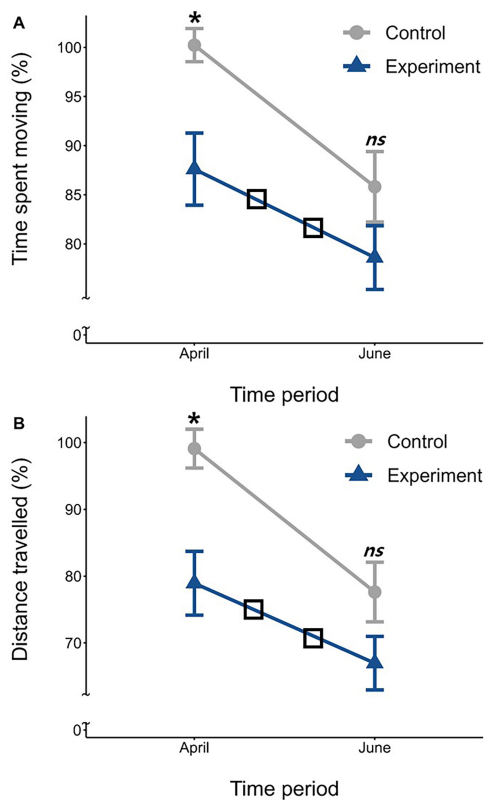 A
*
Control
Experiment
100
95
90
85
80
0
ns
Time spent moving (%)
April
June
Time period
B
*
Control
Experiment
100
90
80
70
0
ns
Distance travelled (%)
April
June
Time period